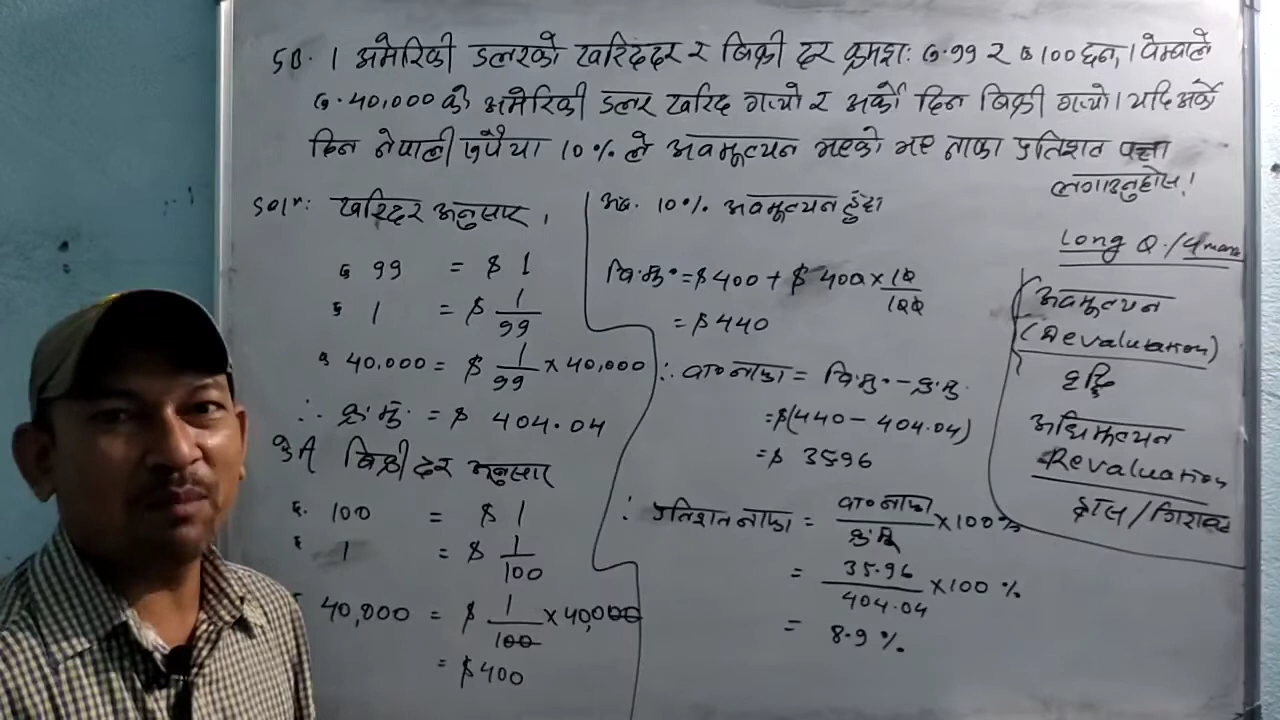 5B. 1 अमेरिकी डलरको खरिददर र बिक्री दर क्रमशः रु.99 र रु 100 छन्। पेम्बाले
रु.40,000 को अमेरिकी डलर खरिद गर्‍यो र अर्को दिन बिक्री गर्‍यो। यदि अर्को
दिन नेपाली रुपैया 10% ले अवमूल्यन भएको भए नाफा प्रतिशत पत्ता
लगाउनुहोस्।
Solⁿ: खरिदर अनुसार,
रु 99 = $ 1
रु 1 = $ 1/99
रु 40,000 = $ 1/99 × 40,000
∴ क्र.मु. = $ 404.04
फेरि बिक्री दर अनुसार
रु. 100 = $ 1
रु 1 = $ 1/100
रु 40,000 = $ 1/100 × 40,000
= $400
अब. 10% अवमूल्यन हुँदा
वि.मु. = $400 + $ 400 × 10/100
= $440
∴ वा० नाफा = वि.मु. - क्र.मु.
= $(440 - 404.04)
= $ 35.96
∴ प्रतिशत नाफा = वा० नाफा/क्र.मू × 100%
= 35.96/404.04 × 100 %
= 8.9 %.
Long Q./4 marks
अवमूल्यन
(Devaluation)
वृद्धि
अधिमूल्यन
Revaluation
ह्रास/गिरावट